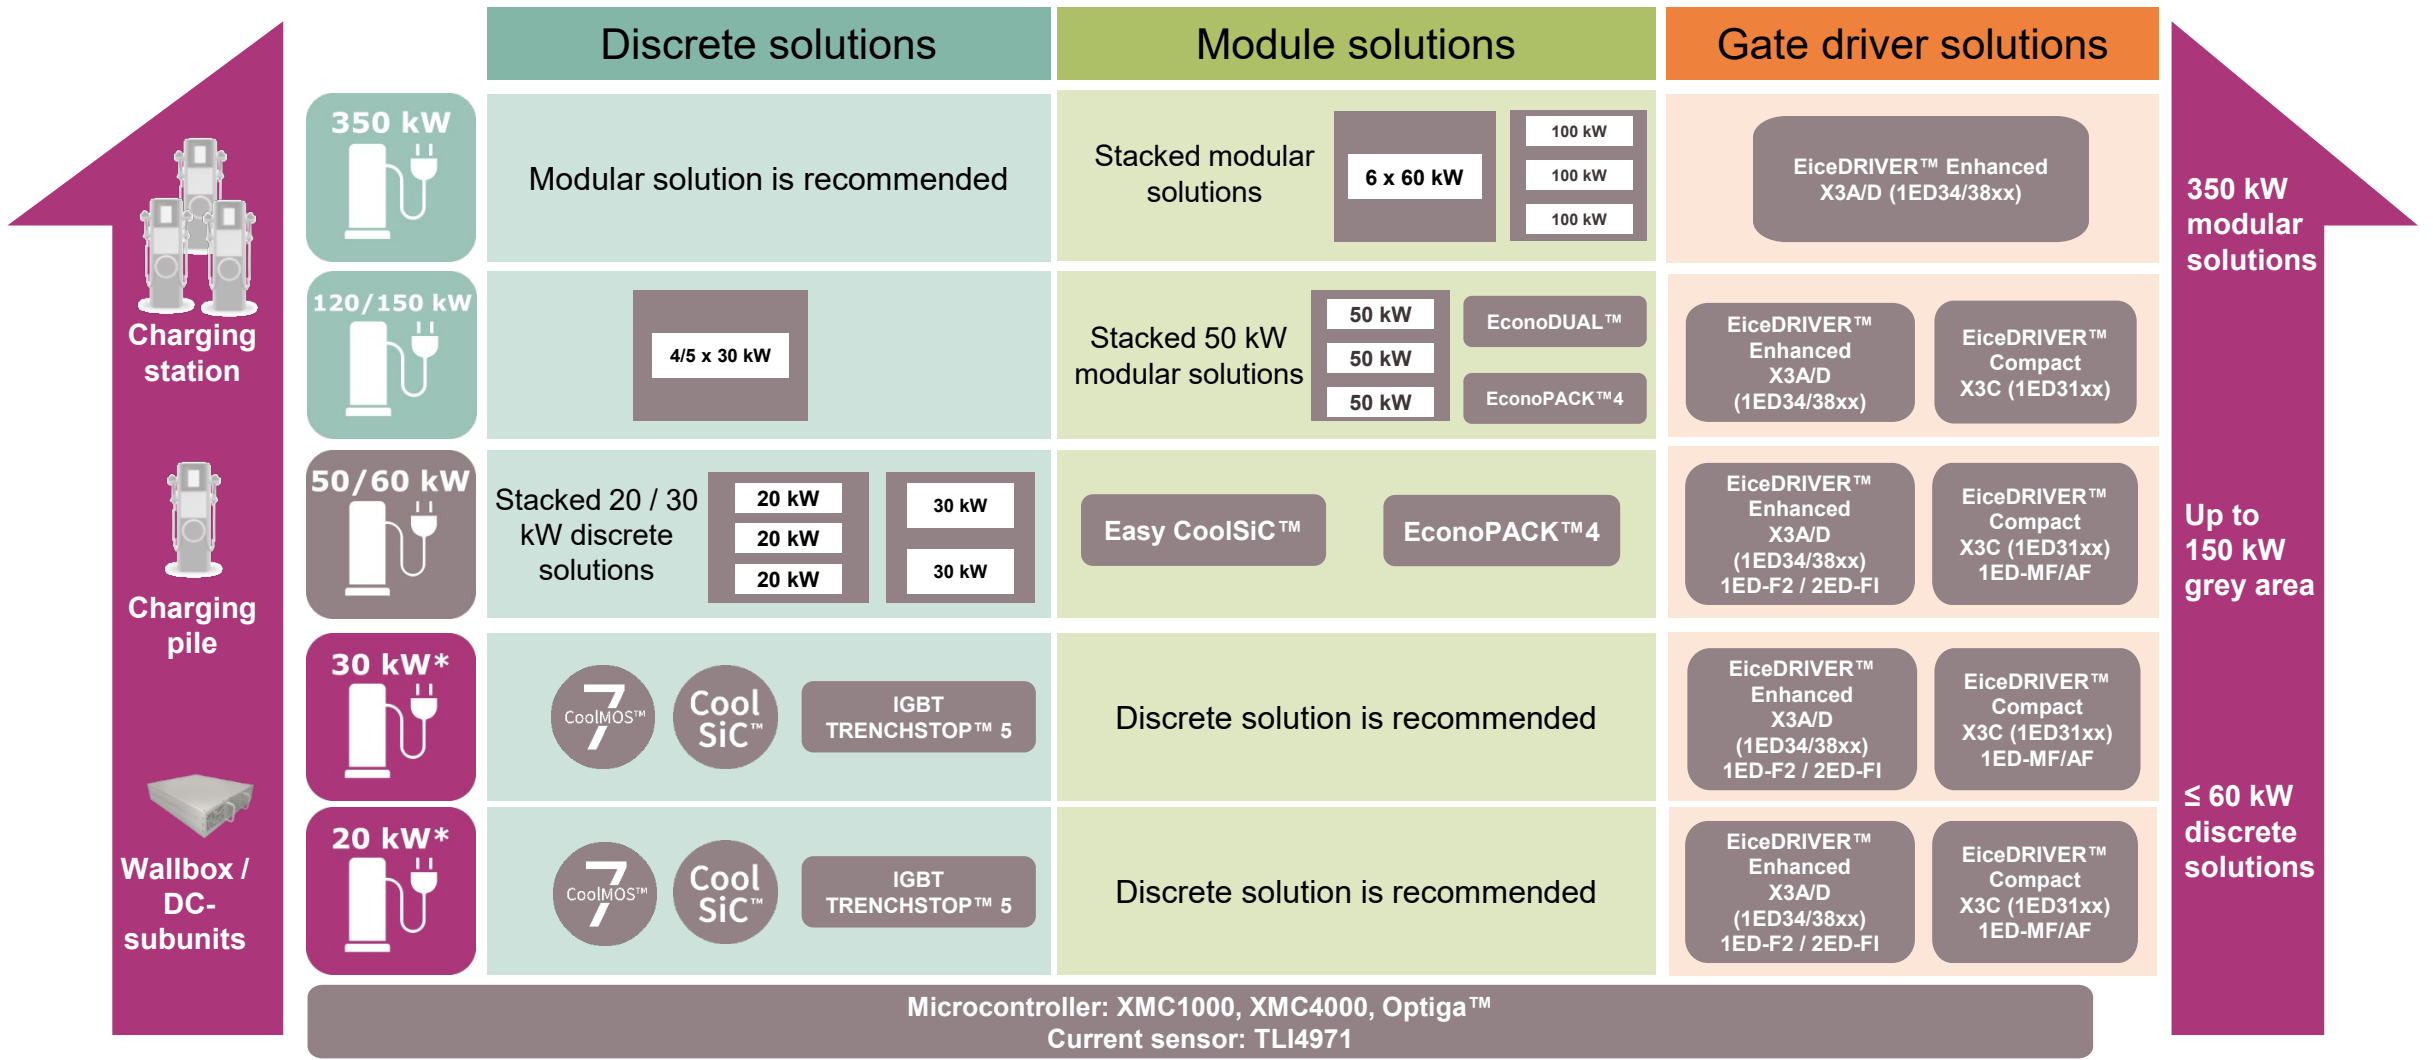 Discrete solutions
Module solutions
Gate driver solutions
Charging
station
Charging
pile
Wallbox /
DC-
subunits
350 kW
Modular solution is recommended
Stacked modular
solutions
6 x 60 kW
100 kW
100 kW
100 kW
EiceDRIVER™ Enhanced
X3A/D (1ED34/38xx)
120/150 kW
4/5 x 30 kW
Stacked 50 kW
modular solutions
50 kW
50 kW
50 kW
EconoDUAL™
EconoPACK™4
EiceDRIVER™
Enhanced
X3A/D
(1ED34/38xx)
EiceDRIVER™
Compact
X3C (1ED31xx)
50/60 kW
Stacked 20 / 30
kW discrete
solutions
20 kW
20 kW
20 kW
30 kW
30 kW
Easy CoolSiC™
EconoPACK™4
EiceDRIVER™
Enhanced
X3A/D
(1ED34/38xx)
1ED-F2 / 2ED-FI
EiceDRIVER™
Compact
X3C (1ED31xx)
1ED-MF/AF
30 kW*
7
CoolMOS™
Cool
SiC™
IGBT
TRENCHSTOP™ 5
Discrete solution is recommended
EiceDRIVER™
Enhanced
X3A/D
(1ED34/38xx)
1ED-F2 / 2ED-FI
EiceDRIVER™
Compact
X3C (1ED31xx)
1ED-MF/AF
20 kW*
7
CoolMOS™
Cool
SiC™
IGBT
TRENCHSTOP™ 5
Discrete solution is recommended
EiceDRIVER™
Enhanced
X3A/D
(1ED34/38xx)
1ED-F2 / 2ED-FI
EiceDRIVER™
Compact
X3C (1ED31xx)
1ED-MF/AF
350 kW
modular
solutions
Up to
150 kW
grey area
≤ 60 kW
discrete
solutions
Microcontroller: XMC1000, XMC4000, Optiga™
Current sensor: TLI4971